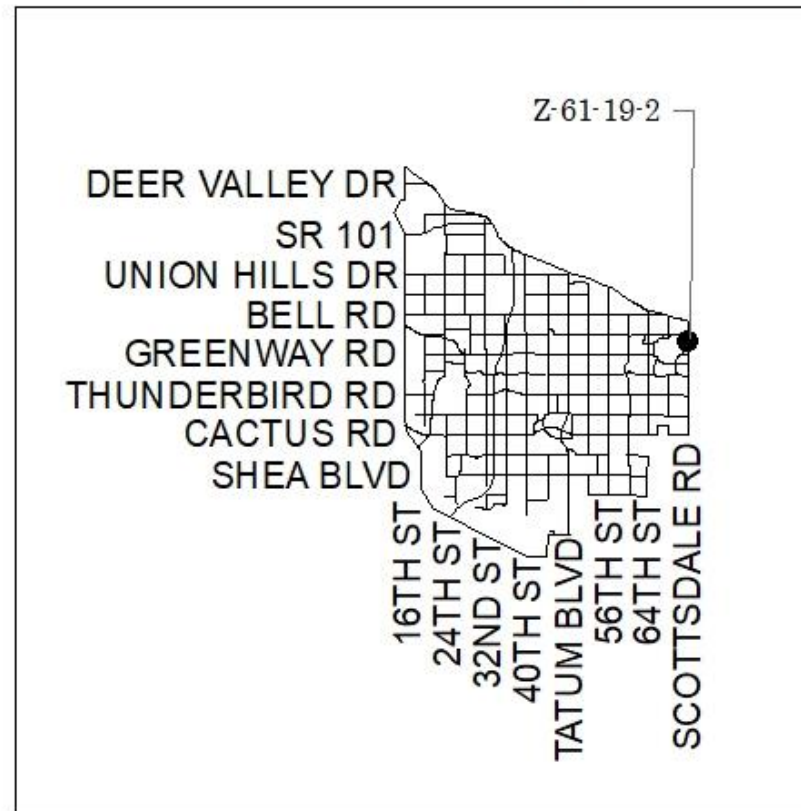 Z-61-19-2
DEER VALLEY DR
SR 101
UNION HILLS DR
BELL RD
GREENWAY RD
THUNDERBIRD RD
CACTUS RD
SHEA BLVD
16TH ST
24TH ST
32ND ST
40TH ST
TATUM BLVD
56TH ST
64TH ST
SCOTTSDALE RD